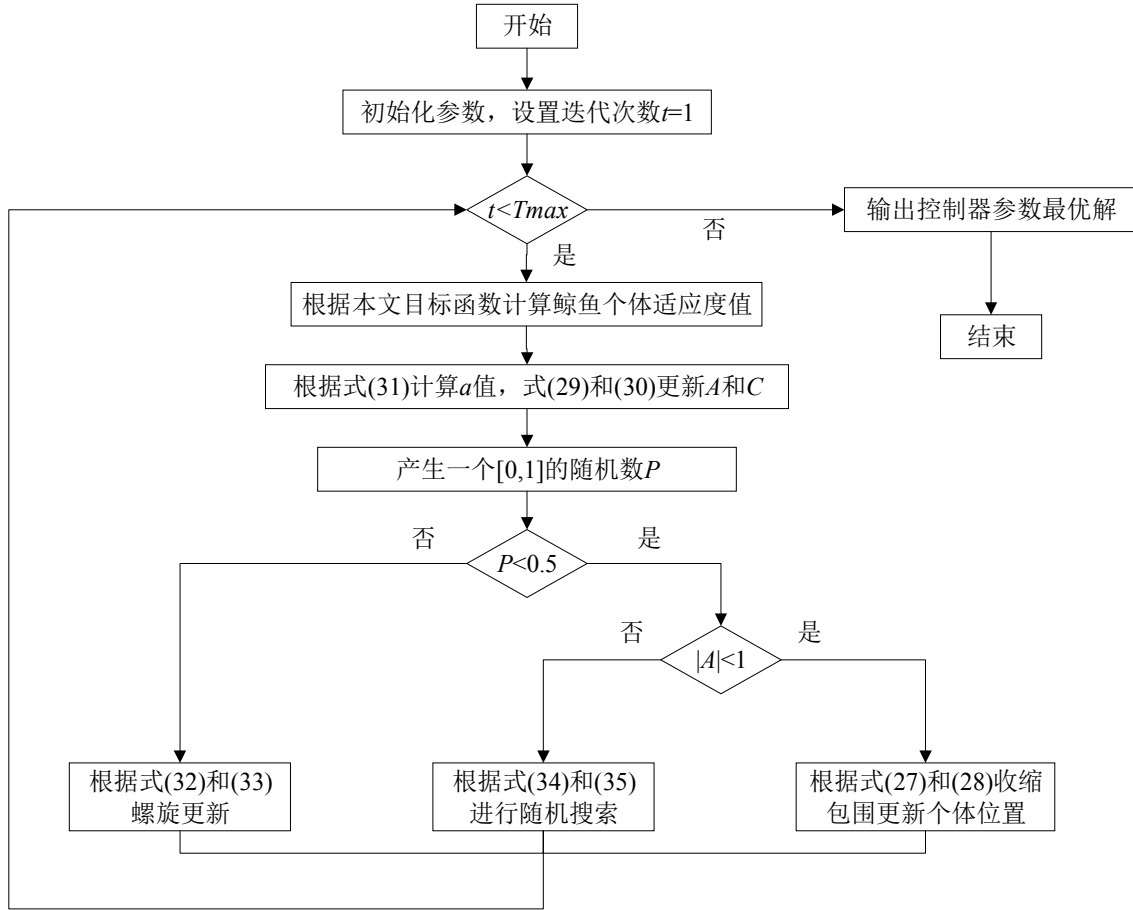 开始
初始化参数，设置迭代次数t=1
t<Tmax
否
输出控制器参数最优解
是
结束
根据本文目标函数计算鲸鱼个体适应度值
根据式(31)计算a值，式(29)和(30)更新A和C
产生一个[0,1]的随机数P
否
是
P<0.5
否
是
|A|<1
根据式(32)和(33)
螺旋更新
根据式(34)和(35)
进行随机搜索
根据式(27)和(28)收缩
包围更新个体位置